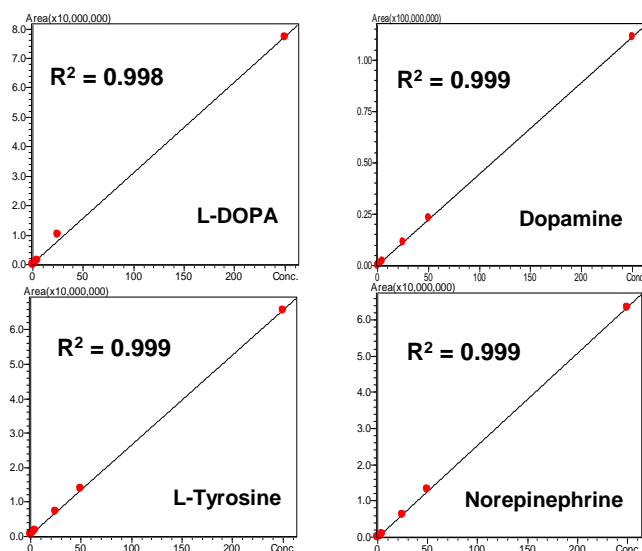 Area(x10,000,000)
8.0
7.0
6.0
5.0
4.0
3.0
2.0
1.0
0.0
R² = 0.998
L-DOPA
0 50 100 150 200 Conc.
Area(x100,000,000)
1.00
0.75
0.50
0.25
0.00
R² = 0.999
Dopamine
0 50 100 150 200 Conc
Area(x10,000,000)
6.0
5.0
4.0
3.0
2.0
1.0
0.0
R² = 0.999
L-Tyrosine
0 50 100 150 200 Conc.
Area(x10,000,000)
6.0
5.0
4.0
3.0
2.0
1.0
0.0
R² = 0.999
Norepinephrine
0 50 100 150 200 Conc.